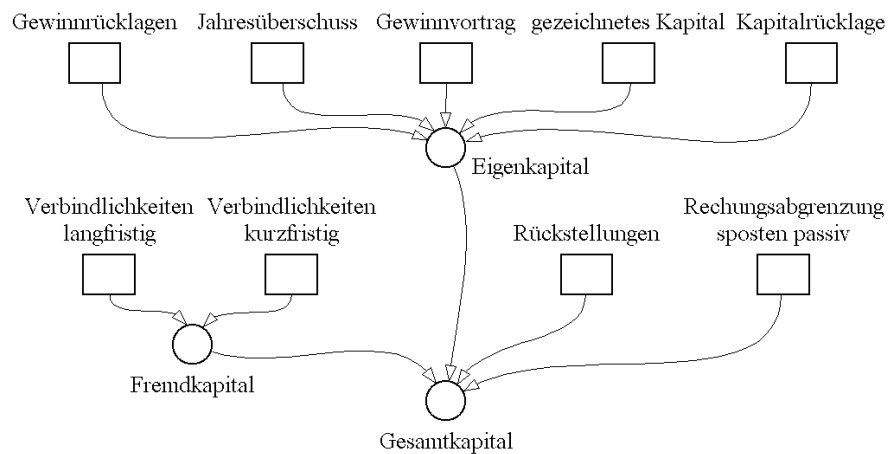 Gewinnrücklagen
Jahresüberschuss
Gewinnvortrag
gezeichnetes Kapital
Kapitalrücklage
Eigenkapital
Verbindlichkeiten
langfristig
Verbindlichkeiten
kurzfristig
Rückstellungen
Rechungsabgrenzung
sposten passiv
Fremdkapital
Gesamtkapital